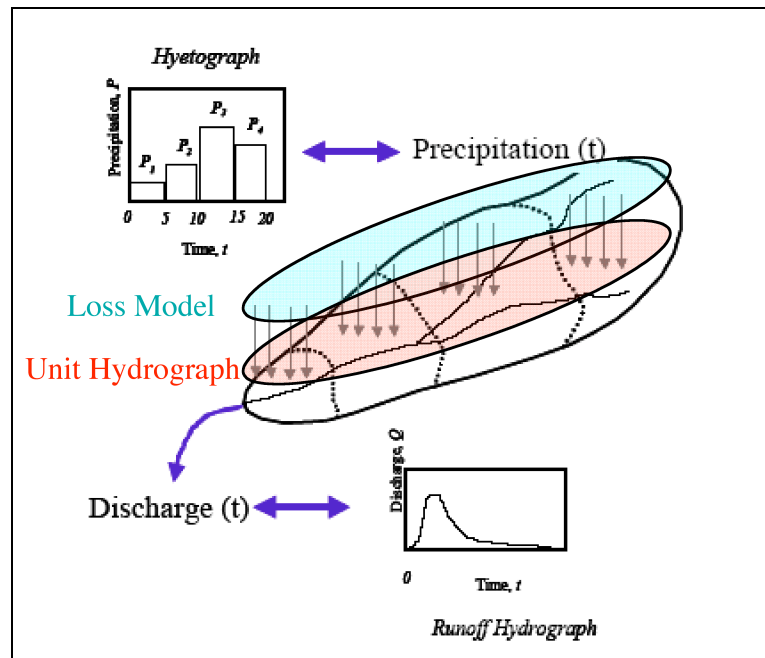 Hyetograph
Precipitation, P
P1
P2
P3
P4
0 5 10 15 20
Time, t
Precipitation (t)
Loss Model
Unit Hydrograph
Discharge (t)
Discharge, Q
0
Time, t
Runoff Hydrograph